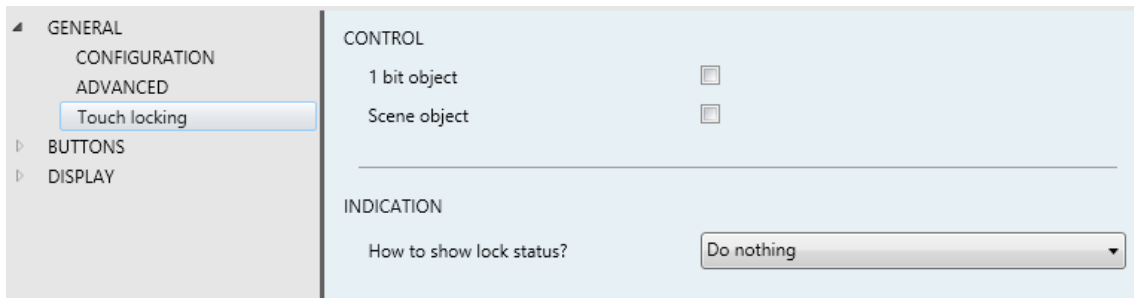 GENERAL
CONFIGURATION
ADVANCED
Touch locking
BUTTONS
DISPLAY
CONTROL
1 bit object
Scene object
INDICATION
How to show lock status? Do nothing